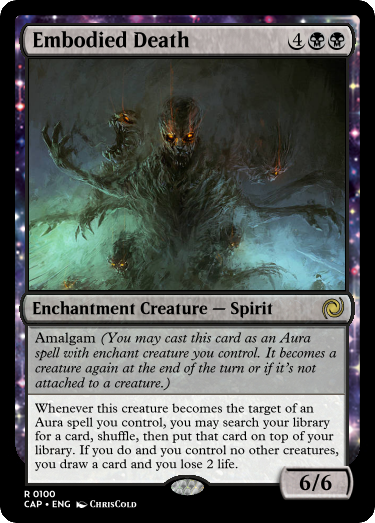 Embodied Death 4
Enchantment Creature — Spirit
Amalgam (You may cast this card as an Aura
spell with enchant creature you control. It becomes a
creature again at the end of the turn or if it's not
attached to a creature.)
Whenever this creature becomes the target of an
Aura spell you control, you may search your library
for a card, shuffle, then put that card on top of your
library. If you do and you control no other creatures,
you draw a card and you lose 2 life.
6/6
R 0100
CAP • ENG ChrisCold